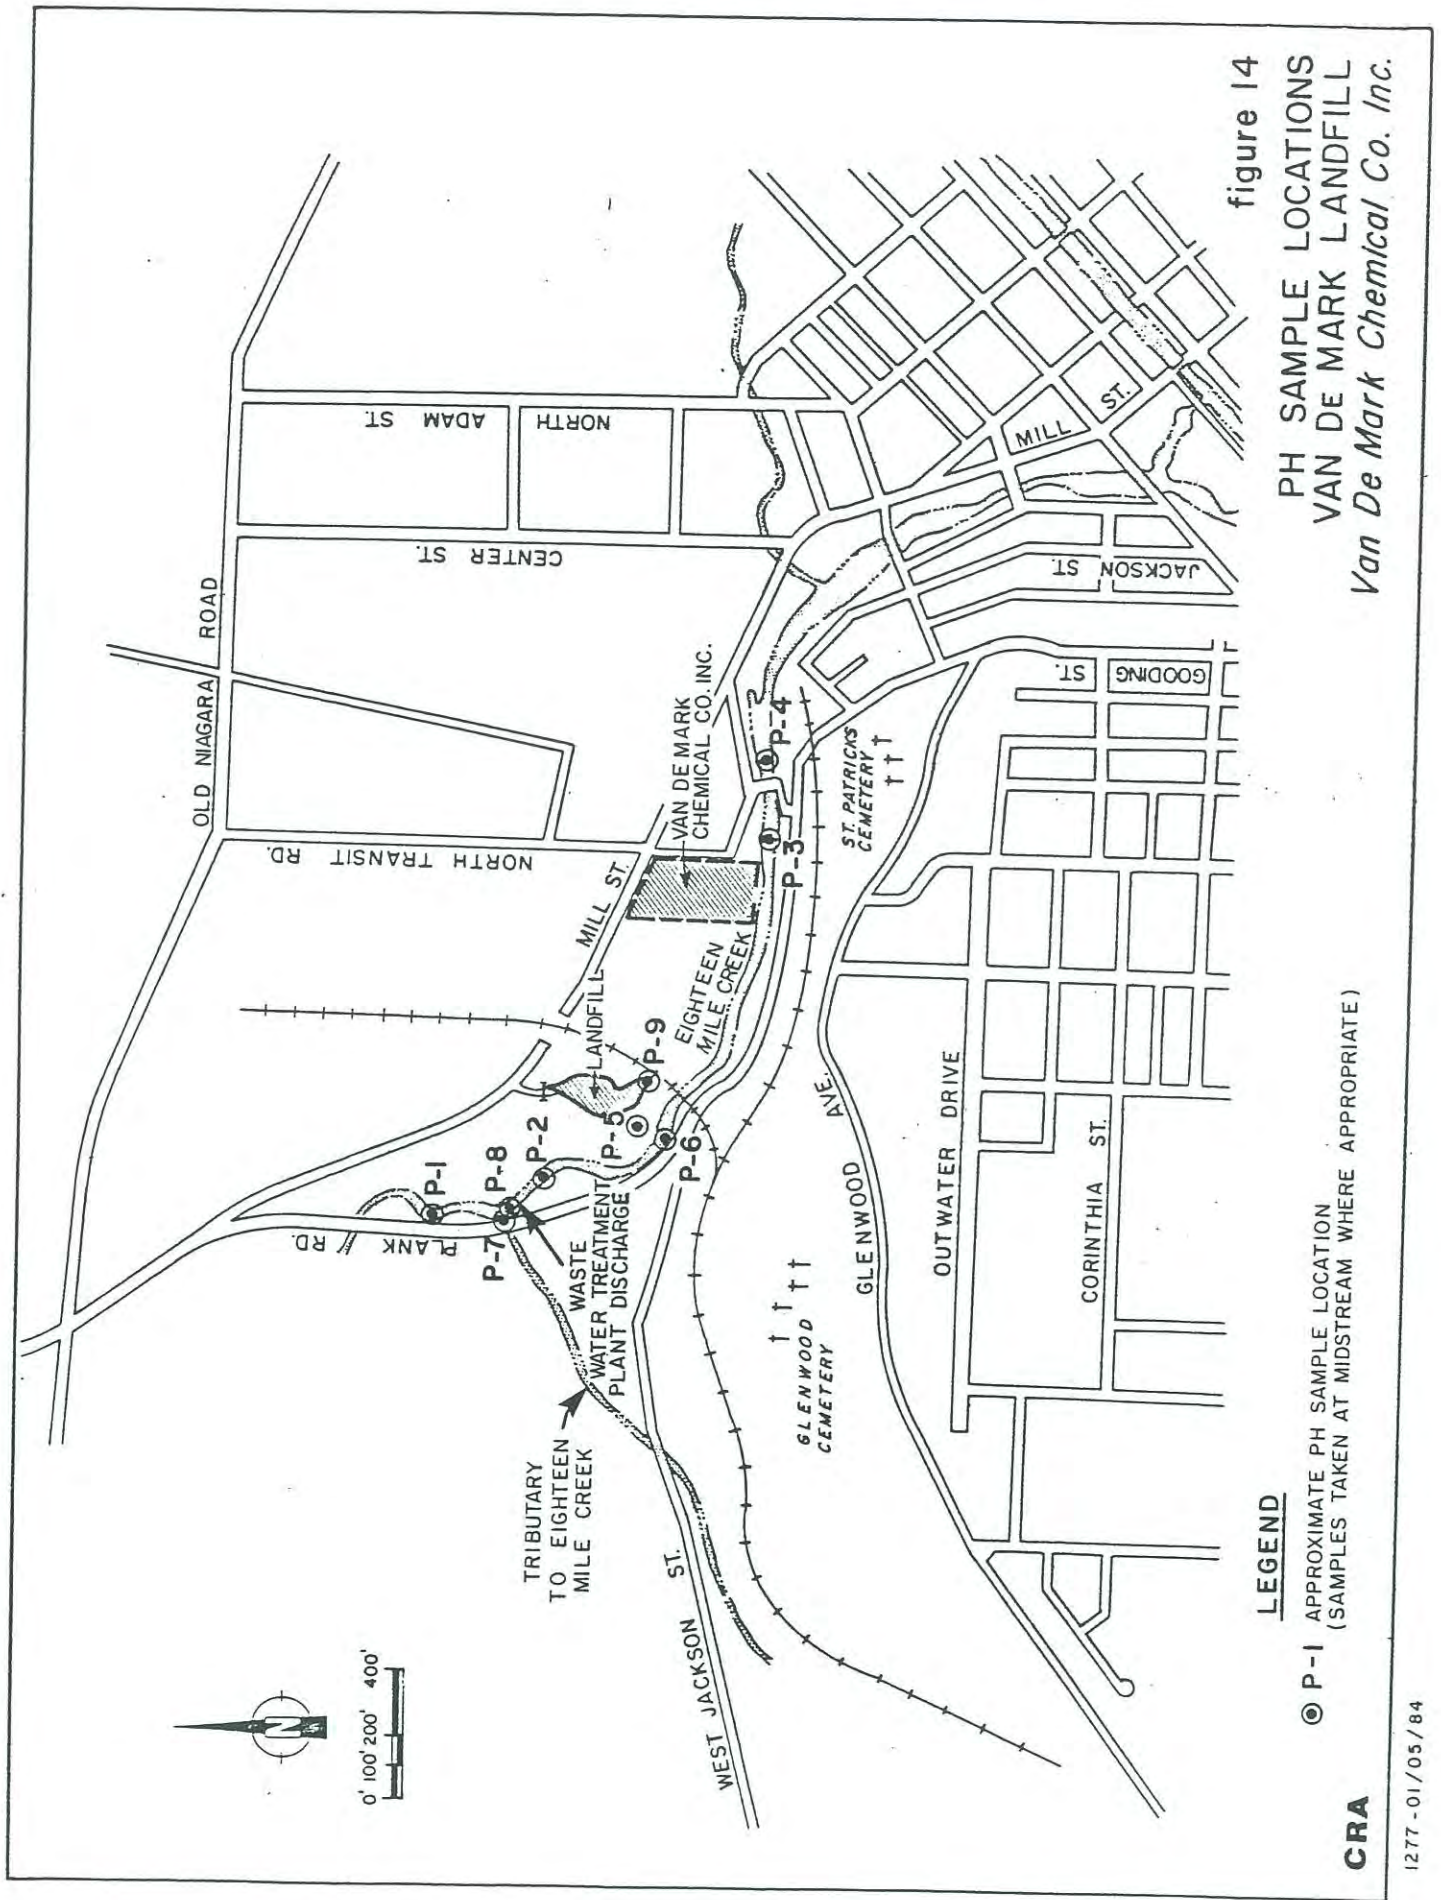 figure 14
PH SAMPLE LOCATIONS
VAN DE MARK LANDFILL
Van De Mark Chemical Co. Inc.
OLD NIAGARA ROAD
NORTH ADAM ST.
CENTER ST.
NORTH TRANSIT RD.
MILL ST.
VAN DE MARK
CHEMICAL CO. INC.
LANDFILL
EIGHTEEN
MILE CREEK
MILL ST.
JACKSON ST.
GOODING ST.
ST. PATRICKS
CEMETERY
P-4
P-3
P-9
P-5
P-6
P-2
P-8
P-1
P-7
PLANK RD.
WASTE
WATER TREATMENT
PLANT DISCHARGE
TRIBUTARY
TO EIGHTEEN
MILE CREEK
WEST JACKSON ST.
GLENWOOD
CEMETERY
GLENWOOD AVE.
OUTWATER DRIVE
CORINTHIA ST.
N
0' 100' 200' 400'
LEGEND
P-1 APPROXIMATE PH SAMPLE LOCATION
(SAMPLES TAKEN AT MIDSTREAM WHERE APPROPRIATE)
CRA
1277-01/05/84